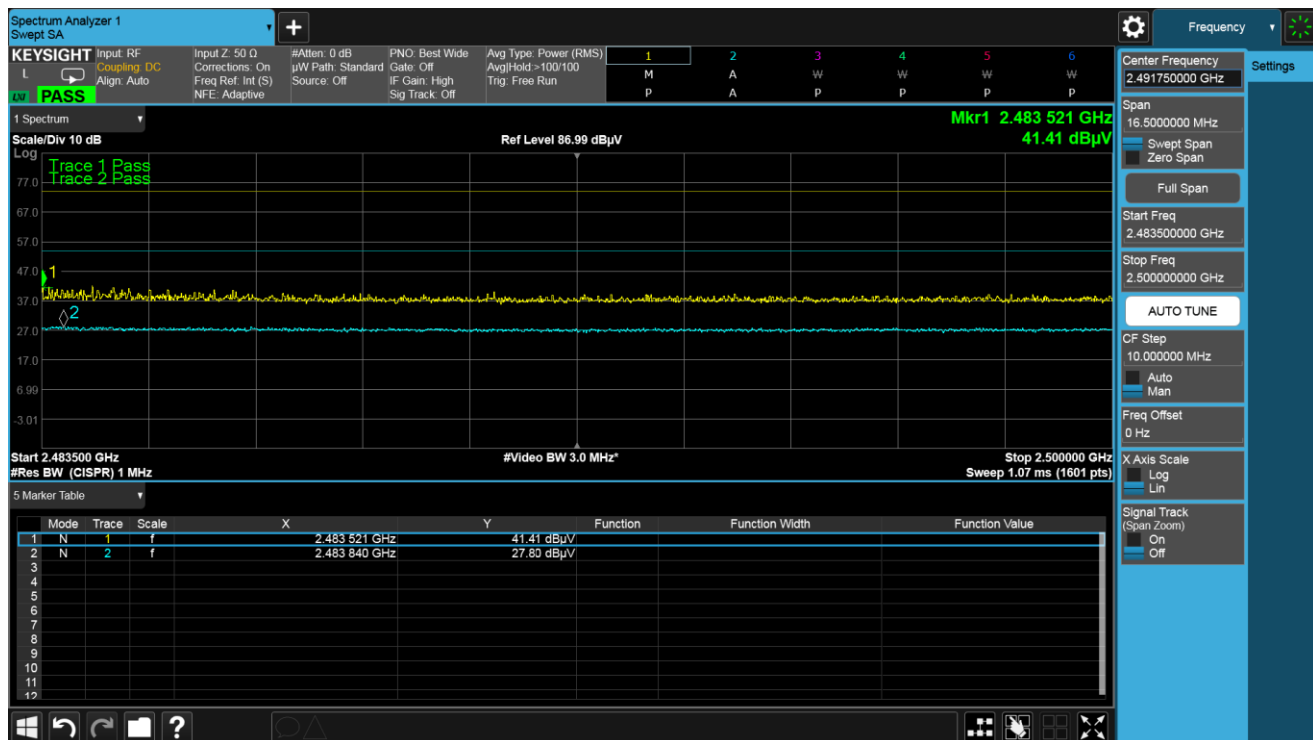 Spectrum Analyzer 1
Swept SA
Frequency
KEYSIGHT
L
PASS
Input: RF
Coupling: DC
Align: Auto
Input Z: 50 Ω
Corrections: On
Freq Ref: Int (S)
NFE: Adaptive
#Atten: 0 dB
µW Path: Standard
Source: Off
PNO: Best Wide
Gate: Off
IF Gain: High
Sig Track: Off
Avg Type: Power (RMS)
Avg|Hold:>100/100
Trig: Free Run
1 2 3 4 5 6
M A W W W W
P A P P P P
Center Frequency
2.491750000 GHz
Settings
Span
16.5000000 MHz
Swept Span
Zero Span
Full Span
Start Freq
2.483500000 GHz
Stop Freq
2.500000000 GHz
AUTO TUNE
CF Step
10.000000 MHz
Auto
Man
Freq Offset
0 Hz
X Axis Scale
Log
Lin
Signal Track
(Span Zoom)
On
Off
1 Spectrum
Mkr1 2.483 521 GHz
41.41 dBµV
Scale/Div 10 dB
Ref Level 86.99 dBµV
Log
Trace 1 Pass
Trace 2 Pass
77.0
67.0
57.0
47.0
1
37.0
2
27.0
17.0
6.99
-3.01
Start 2.483500 GHz
#Video BW 3.0 MHz*
Stop 2.500000 GHz
#Res BW (CISPR) 1 MHz
Sweep 1.07 ms (1601 pts)
5 Marker Table
Mode Trace Scale X Y Function Function Width Function Value
1 N 1 f 2.483 521 GHz 41.41 dBµV
2 N 2 f 2.483 840 GHz 27.80 dBµV
3
4
5
6
7
8
9
10
11
12
?